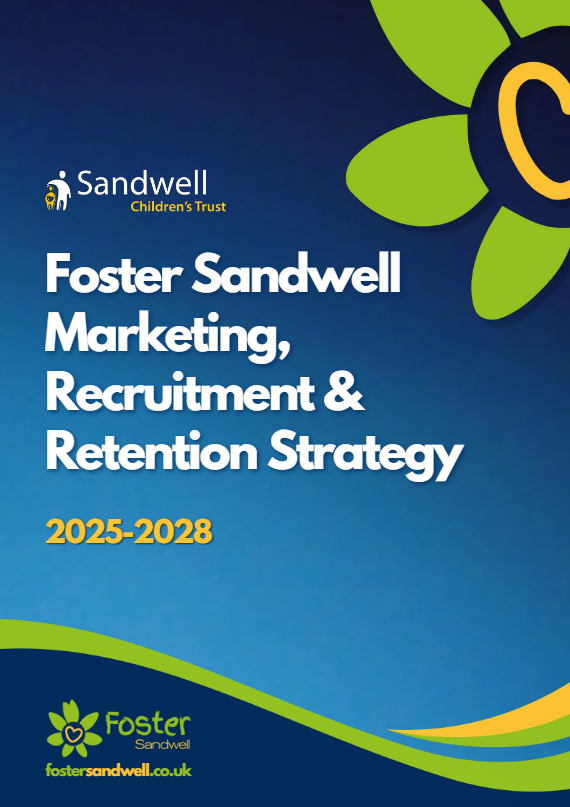 Sandwell
Children's Trust
Foster Sandwell
Marketing,
Recruitment &
Retention Strategy
2025-2028
Foster
Sandwell
fostersandwell.co.uk